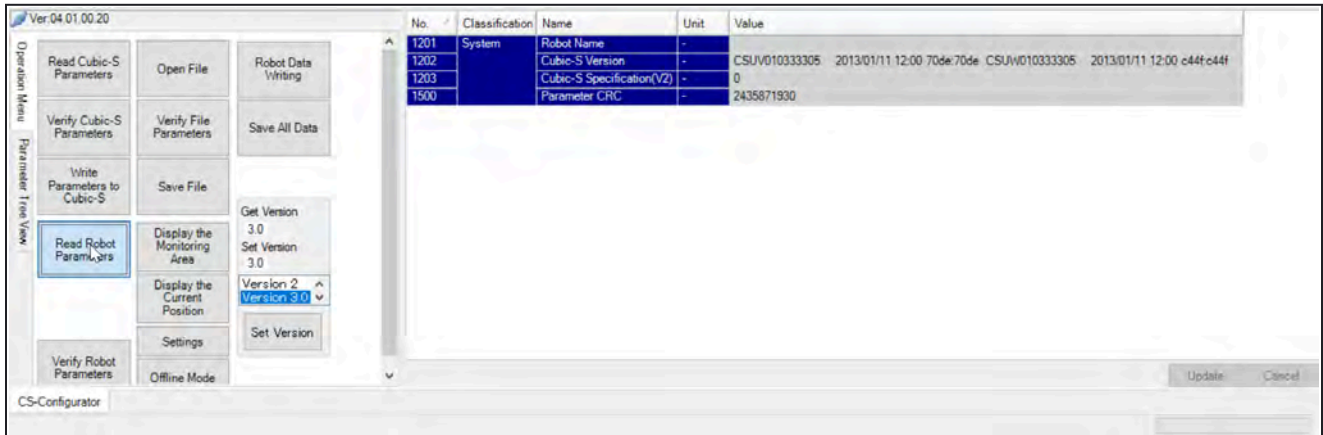 Ver:04.01.00.20
Operation Menu
Parameter Tree View
Read Cubic-S
Parameters
Open File
Robot Data
Writing
Verify Cubic-S
Parameters
Verify File
Parameters
Save All Data
Write
Parameters to
Cubic-S
Save File
Get Version
3.0
Set Version
3.0
Read Robot
Parameters
Display the
Monitoring
Area
Version 2
Version 3.0
Display the
Current
Position
Set Version
Settings
Verify Robot
Parameters
Offline Mode
No. Classification Name Unit Value
1201 System Robot Name -
1202 Cubic-S Version - CSUV010333305 2013/01/11 12:00 70de:70de CSUW010333305 2013/01/11 12:00 c44f:c44f
1203 Cubic-S Specification(V2) - 0
1500 Parameter CRC - 2435871930
Update Cancel
CS-Configurator